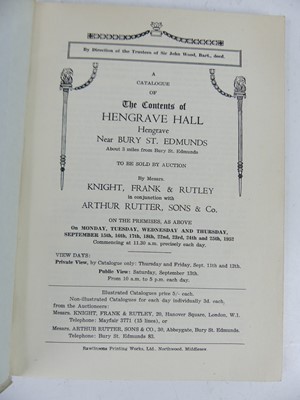 By Direction of the Trustees of Sir John Wood, Bart., decd.
A
CATALOGUE
OF
The Contents of
HENGRAVE HALL
Hengrave
Near BURY ST. EDMUNDS
About 3 miles from Bury St. Edmunds.
TO BE SOLD BY AUCTION
By Messrs.
KNIGHT, FRANK & RUTLEY
in conjunction with
ARTHUR RUTTER, SONS & Co.
ON THE PREMISES, AS ABOVE
On MONDAY, TUESDAY, WEDNESDAY AND THURSDAY,
SEPTEMBER 15th, 16th, 17th, 18th, 22nd, 23rd, 24th and 25th, 1952
Commencing at 11.30 a.m. precisely each day.
VIEW DAYS:
Private View, by Catalogue only: Thursday and Friday, Sept. 11th and 12th.
Public View: Saturday, September 13th.
From 10 a.m. to 5 p.m. each day.
Illustrated Catalogues price 5/- each.
Non-Illustrated Catalogues for each day individually 3d. each,
from the Auctioneers:
Messrs. KNIGHT, FRANK & RUTLEY, 20, Hanover Square, London, W.1.
Telephone: Mayfair 3771 (15 lines), or
Messrs. ARTHUR RUTTER, SONS & CO., 30, Abbeygate, Bury St. Edmunds.
Telephone: Bury St. Edmunds 83.
Hawthornes Printing Works, Ltd., Northwood, Middlesex